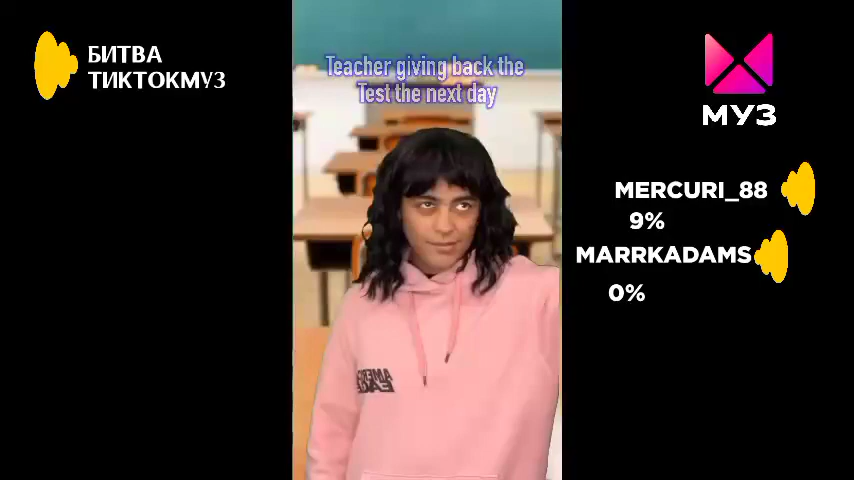 БИТВА
ТИКТОКМУЗ
Teacher giving back the
Test the next day
МУЗ
MERCURI_88
9%
MARRKADAMS
0%